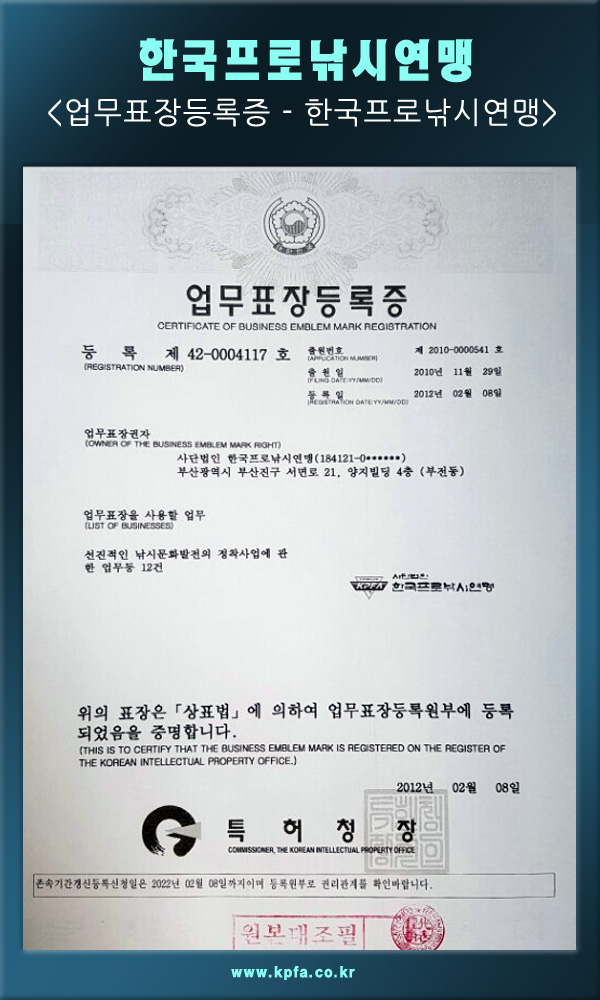 한국프로낚시연맹
<업무표장등록증 - 한국프로낚시연맹>
업무표장등록증
CERTIFICATE OF BUSINESS EMBLEM MARK REGISTRATION
등 록 제 42-0004117 호
(REGISTRATION NUMBER)
출원번호 제 2010-0000541 호
(APPLICATION NUMBER)
출원일 2010년 11월 29일
(FILING DATE:YY/MM/DD)
등록일 2012년 02월 08일
(REGISTRATION DATE:YY/MM/DD)
업무표장권자
(OWNER OF THE BUSINESS EMBLEM MARK RIGHT)
사단법인 한국프로낚시연맹(184121-0******)
부산광역시 부산진구 서면로 21, 양지빌딩 4층 (부전동)
업무표장을 사용할 업무
(LIST OF BUSINESSES)
선진적인 낚시문화발전의 정착사업에 관
한 업무등 12건
사단법인
KPFA 한국프로낚시연맹
위의 표장은「상표법」에 의하여 업무표장등록원부에 등록
되었음을 증명합니다.
(THIS IS TO CERTIFY THAT THE BUSINESS EMBLEM MARK IS REGISTERED ON THE REGISTER OF
THE KOREAN INTELLECTUAL PROPERTY OFFICE.)
2012년 02월 08일
특 허 청 장
COMMISSIONER, THE KOREAN INTELLECTUAL PROPERTY OFFICE
존속기간갱신등록신청일은 2022년 02월 08일까지이며 등록원부로 권리관계를 확인바랍니다.
원본대조필
www.kpfa.co.kr